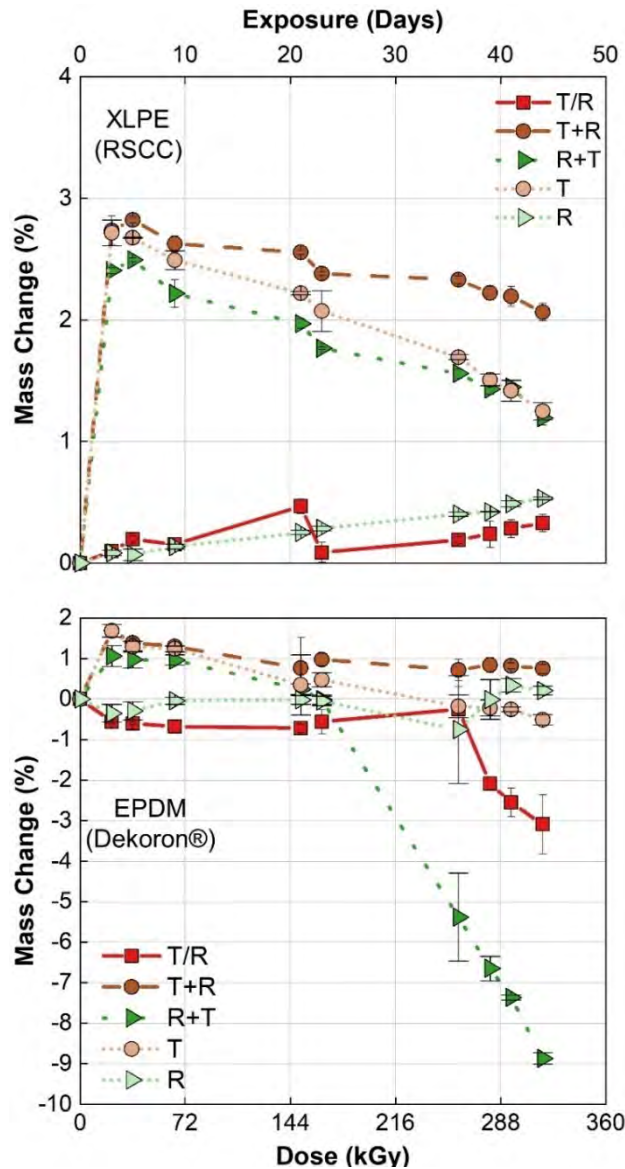 Exposure (Days)
0 10 20 30 40 50
4
3
2
1
0
Mass Change (%)
XLPE
(RSCC)
T/R
T+R
R+T
T
R
2
1
0
-1
-2
-3
-4
-5
-6
-7
-8
-9
-10
Mass Change (%)
EPDM
(Dekoron®)
T/R
T+R
R+T
T
R
0 72 144 216 288 360
Dose (kGy)